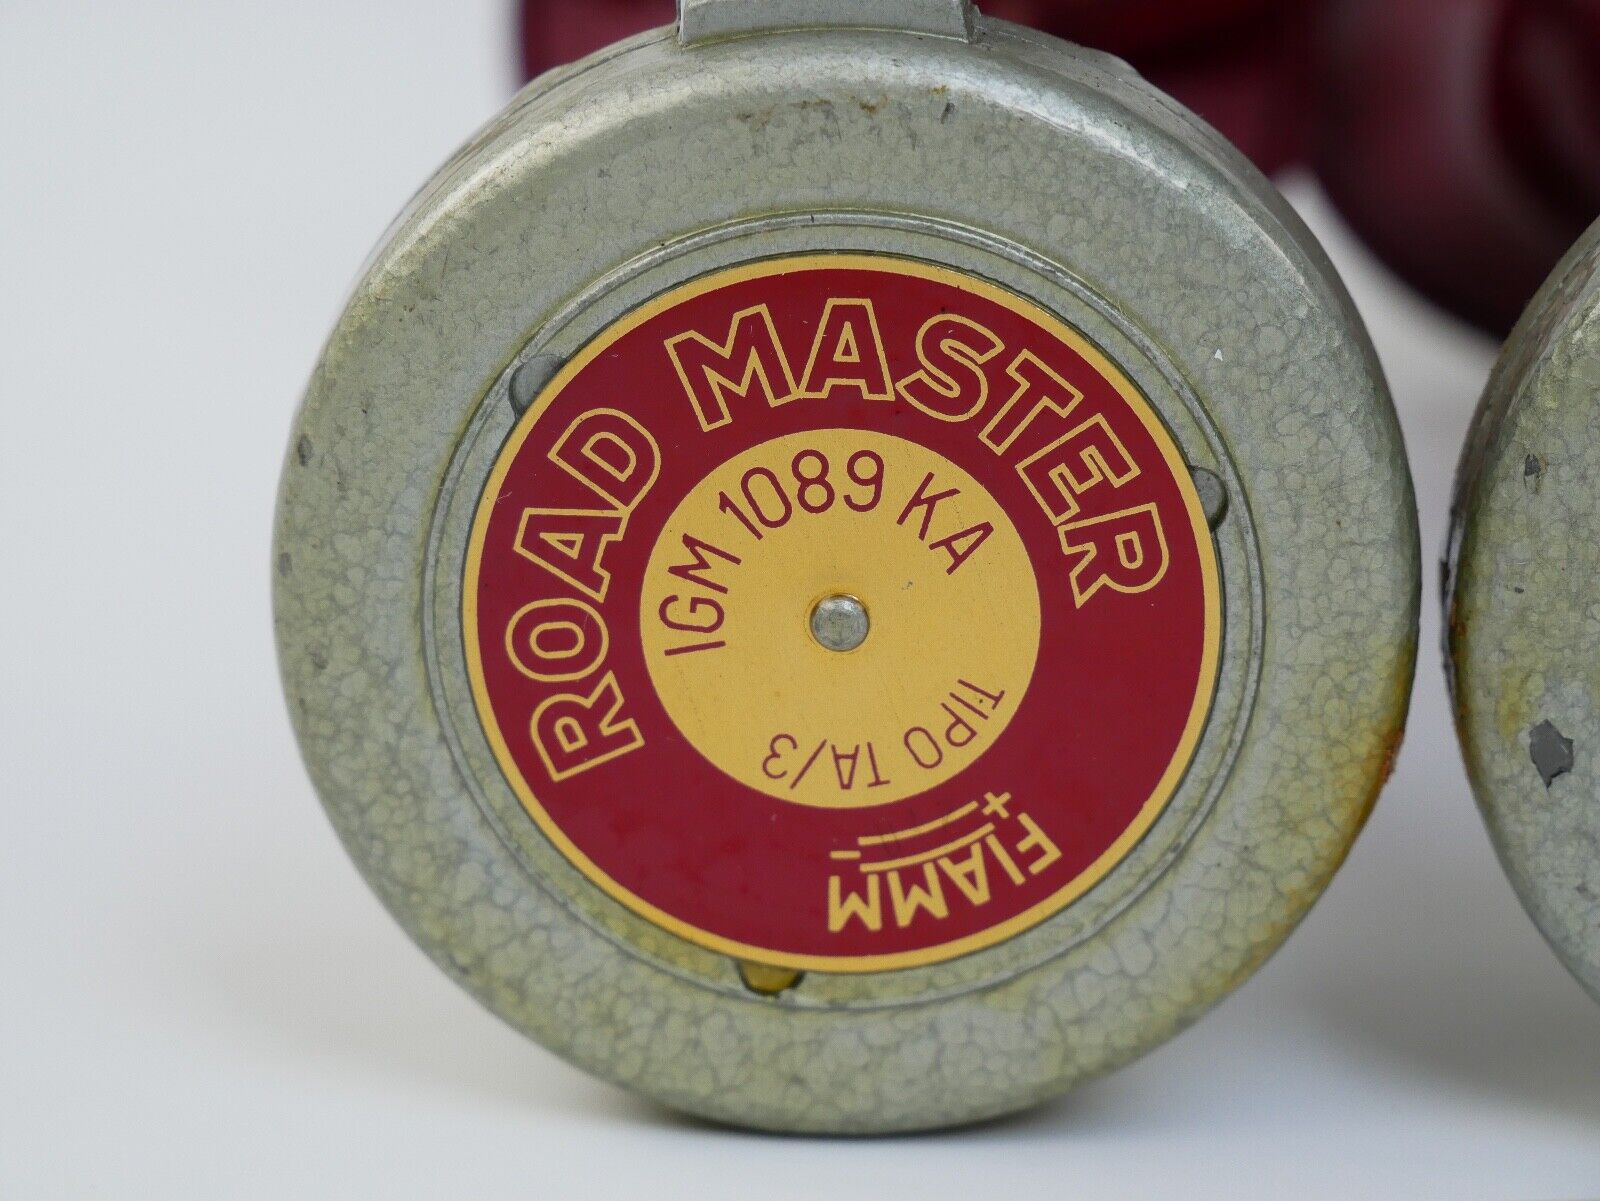 ROAD MASTER
IGM 1089 KA
TIPO TA/3
+ -
FIAMM